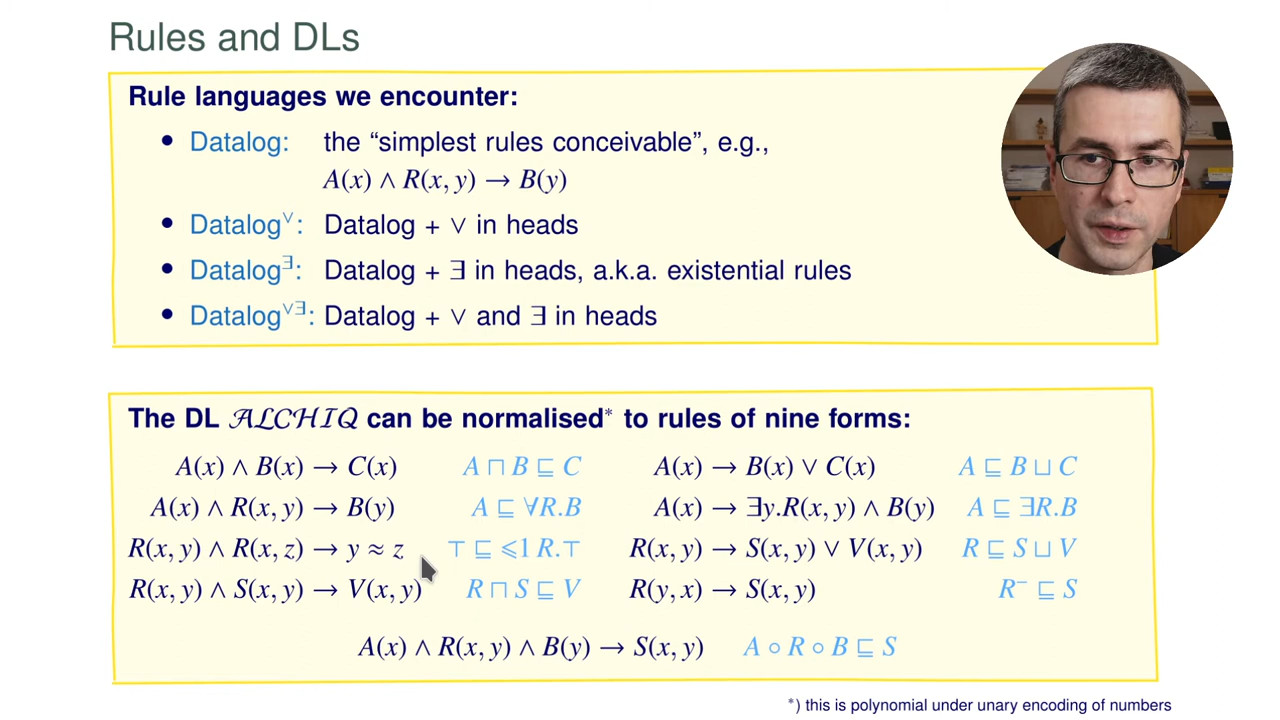 Rules and DLs
Rule languages we encounter:
• Datalog: the “simplest rules conceivable”, e.g.,
A(x) ∧ R(x, y) → B(y)
• Datalog^∨: Datalog + ∨ in heads
• Datalog^∃: Datalog + ∃ in heads, a.k.a. existential rules
• Datalog^∨∃: Datalog + ∨ and ∃ in heads
The DL 𝒜ℒ𝒞ℋℐ𝒬 can be normalised* to rules of nine forms:
A(x) ∧ B(x) → C(x) A ⊓ B ⊑ C A(x) → B(x) ∨ C(x) A ⊑ B ⊔ C
A(x) ∧ R(x, y) → B(y) A ⊑ ∀R.B A(x) → ∃y.R(x, y) ∧ B(y) A ⊑ ∃R.B
R(x, y) ∧ R(x, z) → y ≈ z ⊤ ⊑ ⩽1 R.⊤ R(x, y) → S(x, y) ∨ V(x, y) R ⊑ S ⊔ V
R(x, y) ∧ S(x, y) → V(x, y) R ⊓ S ⊑ V R(y, x) → S(x, y) R⁻ ⊑ S
A(x) ∧ R(x, y) ∧ B(y) → S(x, y) A ∘ R ∘ B ⊑ S
*) this is polynomial under unary encoding of numbers